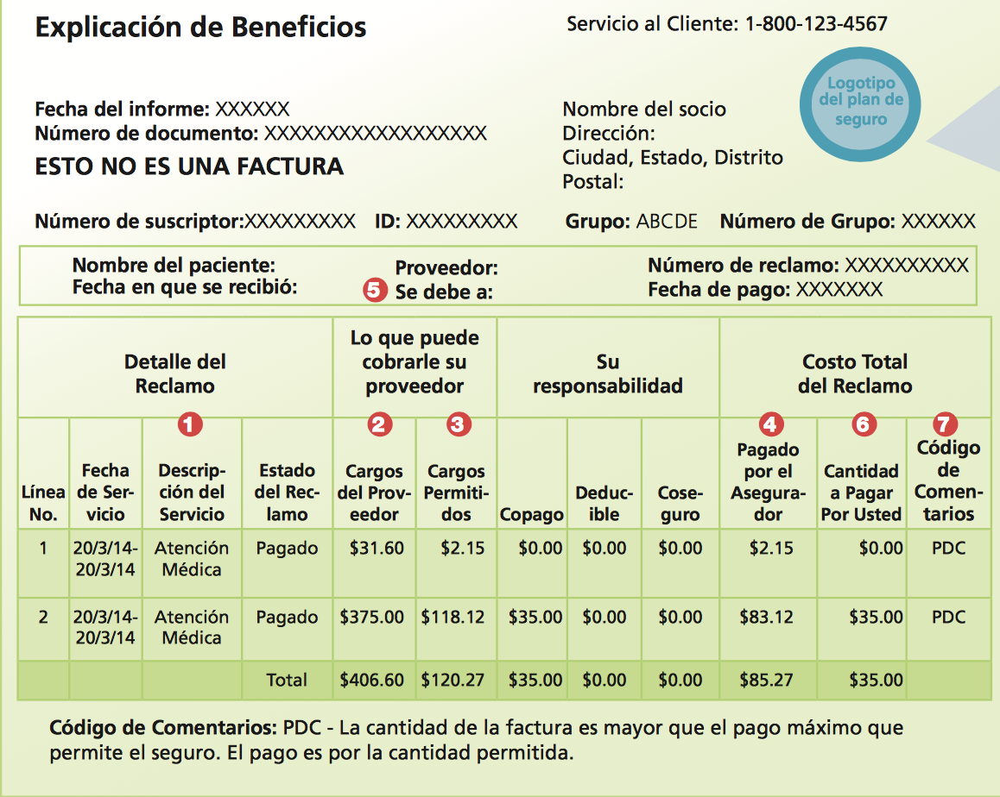 Explicación de Beneficios
Servicio al Cliente: 1-800-123-4567
Logotipo
del plan de
seguro
Fecha del informe: XXXXXX
Número de documento: XXXXXXXXXXXXXXXXXX
ESTO NO ES UNA FACTURA
Nombre del socio
Dirección:
Ciudad, Estado, Distrito
Postal:
Número de suscriptor:XXXXXXXXX ID: XXXXXXXXX Grupo: ABCDE Número de Grupo: XXXXXX
Nombre del paciente:
Fecha en que se recibió:
Proveedor:
5 Se debe a:
Número de reclamo: XXXXXXXXXX
Fecha de pago: XXXXXXX
Detalle del
Reclamo
Lo que puede
cobrarle su
proveedor
Su
responsabilidad
Costo Total
del Reclamo
1 2 3 4 6 7
Línea
No.
Fecha
de Ser-
vicio
Descrip-
ción del
Servicio
Estado
del Rec-
lamo
Cargos
del Prov-
eedor
Cargos
Permiti-
dos
Copago
Deduc-
ible
Cose-
guro
Pagado
por el
Asegura-
dor
Cantidad
a Pagar
Por Usted
Código
de
Comen-
tarios
1 20/3/14- Atención Pagado $31.60 $2.15 $0.00 $0.00 $0.00 $2.15 $0.00 PDC
20/3/14 Médica
2 20/3/14- Atención Pagado $375.00 $118.12 $35.00 $0.00 $0.00 $83.12 $35.00 PDC
20/3/14 Médica
Total $406.60 $120.27 $35.00 $0.00 $0.00 $85.27 $35.00
Código de Comentarios: PDC - La cantidad de la factura es mayor que el pago máximo que
permite el seguro. El pago es por la cantidad permitida.